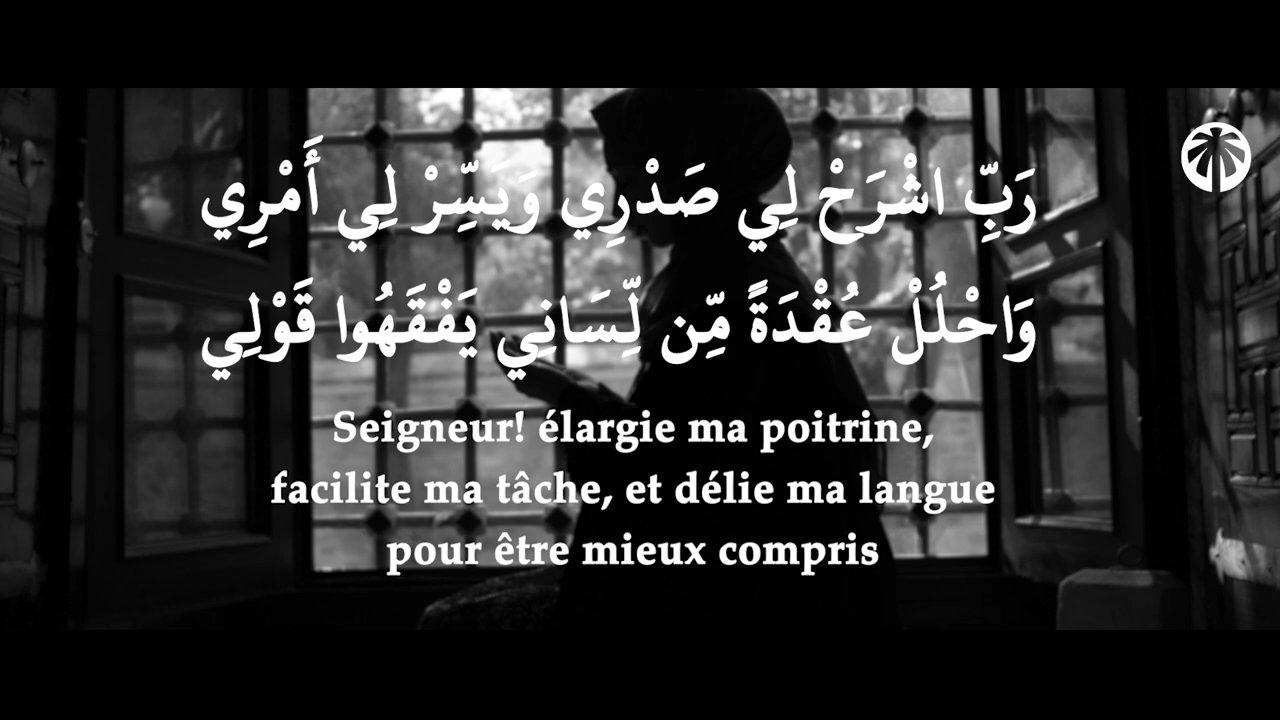 رَبِّ اشْرَحْ لِي صَدْرِي وَيَسِّرْ لِي أَمْرِي
وَاحْلُلْ عُقْدَةً مِّن لِّسَانِي يَفْقَهُوا قَوْلِي
Seigneur! élargie ma poitrine,
facilite ma tâche, et délie ma langue
pour être mieux compris